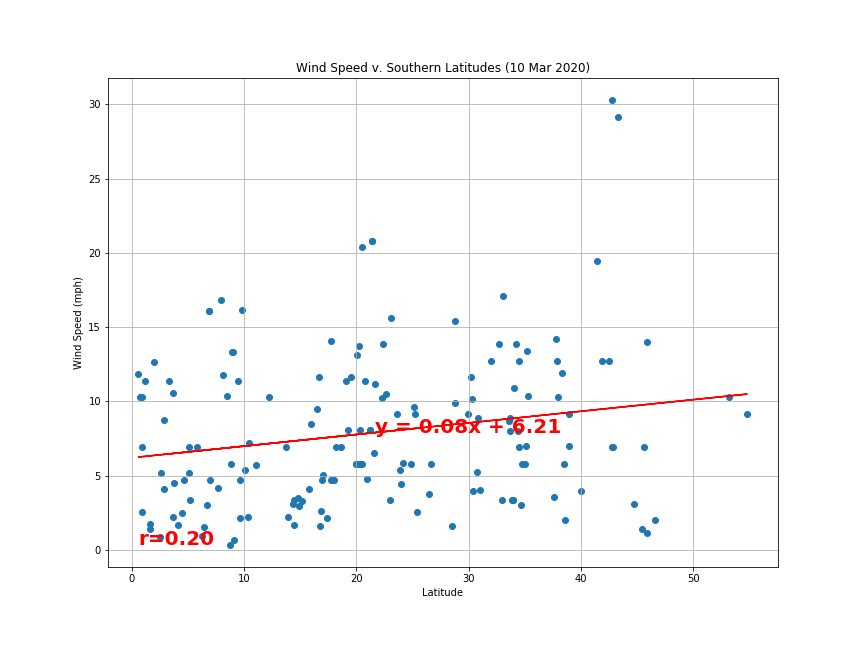 Wind Speed v. Southern Latitudes (10 Mar 2020)
30
25
20
15
10
5
0
Wind Speed (mph)
y = 0.08x + 6.21
r=0.20
0 10 20 30 40 50
Latitude